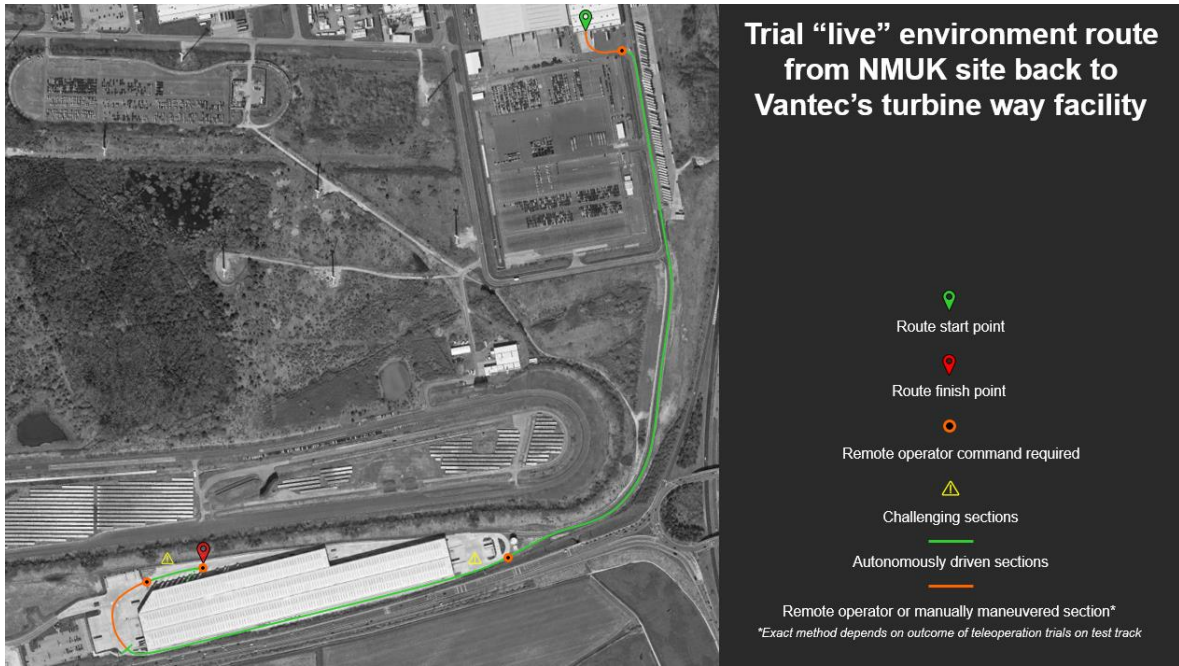 Trial “live” environment route
from NMUK site back to
Vantec’s turbine way facility
Route start point
Route finish point
Remote operator command required
Challenging sections
Autonomously driven sections
Remote operator or manually maneuvered section*
*Exact method depends on outcome of teleoperation trials on test track